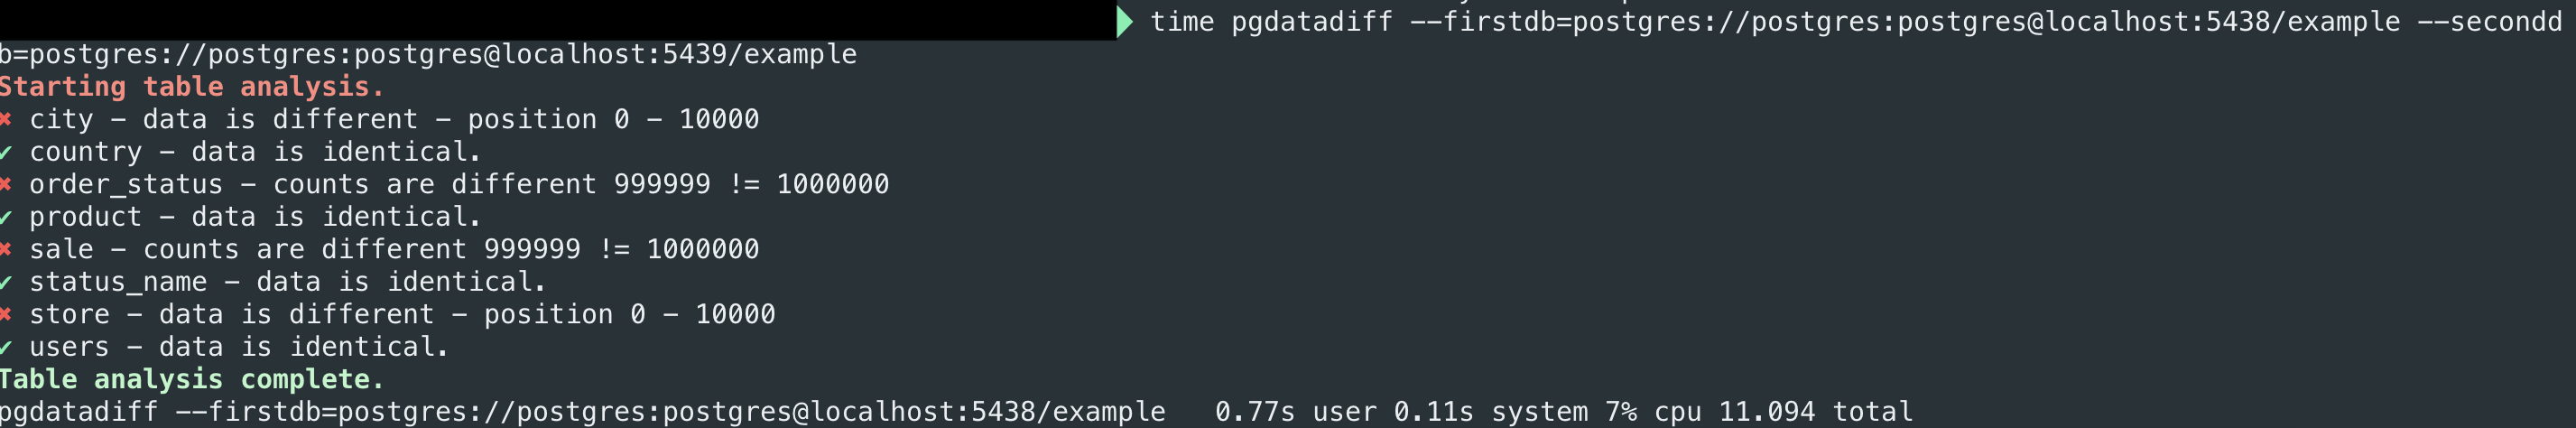 time pgdatadiff --firstdb=postgres://postgres:postgres@localhost:5438/example --secondd
b=postgres://postgres:postgres@localhost:5439/example
Starting table analysis.
✖ city - data is different - position 0 - 10000
✔ country - data is identical.
✖ order_status - counts are different 999999 != 1000000
✔ product - data is identical.
✖ sale - counts are different 999999 != 1000000
✔ status_name - data is identical.
✖ store - data is different - position 0 - 10000
✔ users - data is identical.
Table analysis complete.
pgdatadiff --firstdb=postgres://postgres:postgres@localhost:5438/example   0.77s user 0.11s system 7% cpu 11.094 total